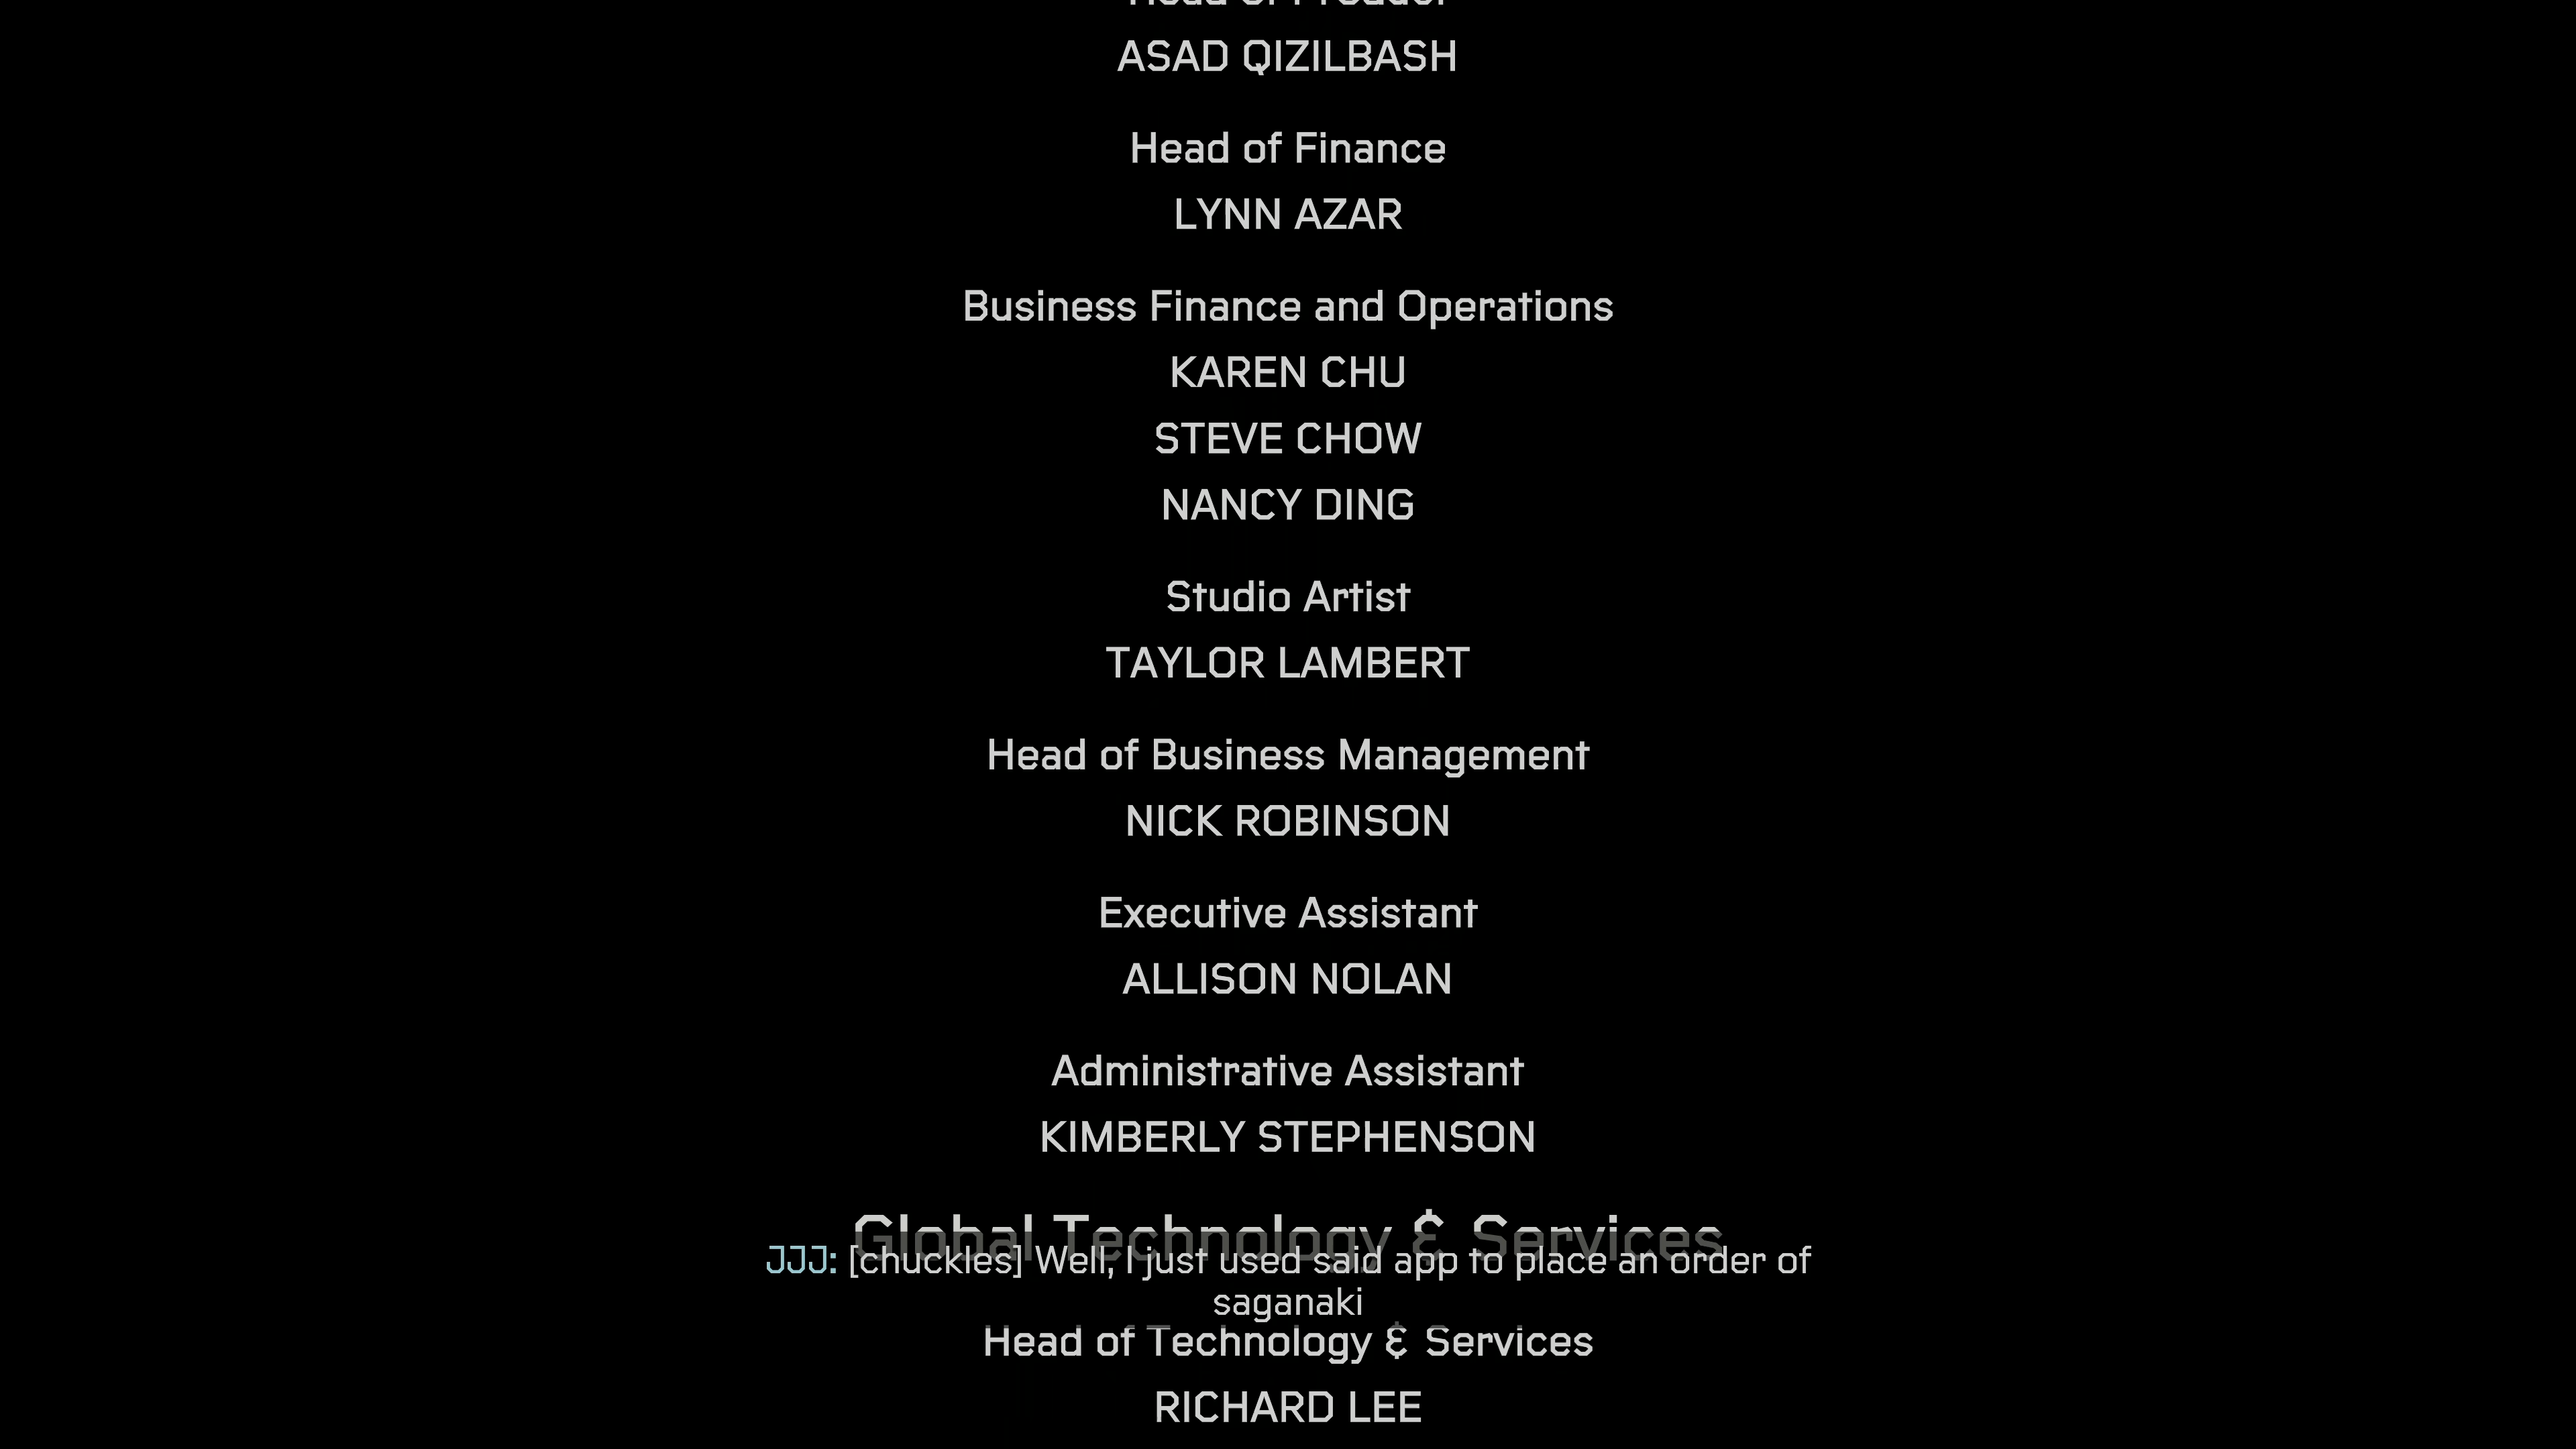 ASAD QIZILBASH
Head of Finance
LYNN AZAR
Business Finance and Operations
KAREN CHU
STEVE CHOW
NANCY DING
Studio Artist
TAYLOR LAMBERT
Head of Business Management
NICK ROBINSON
Executive Assistant
ALLISON NOLAN
Administrative Assistant
KIMBERLY STEPHENSON
Global Technology & Services
JJJ: [chuckles] Well, I just used said app to place an order of
saganaki
Head of Technology & Services
RICHARD LEE